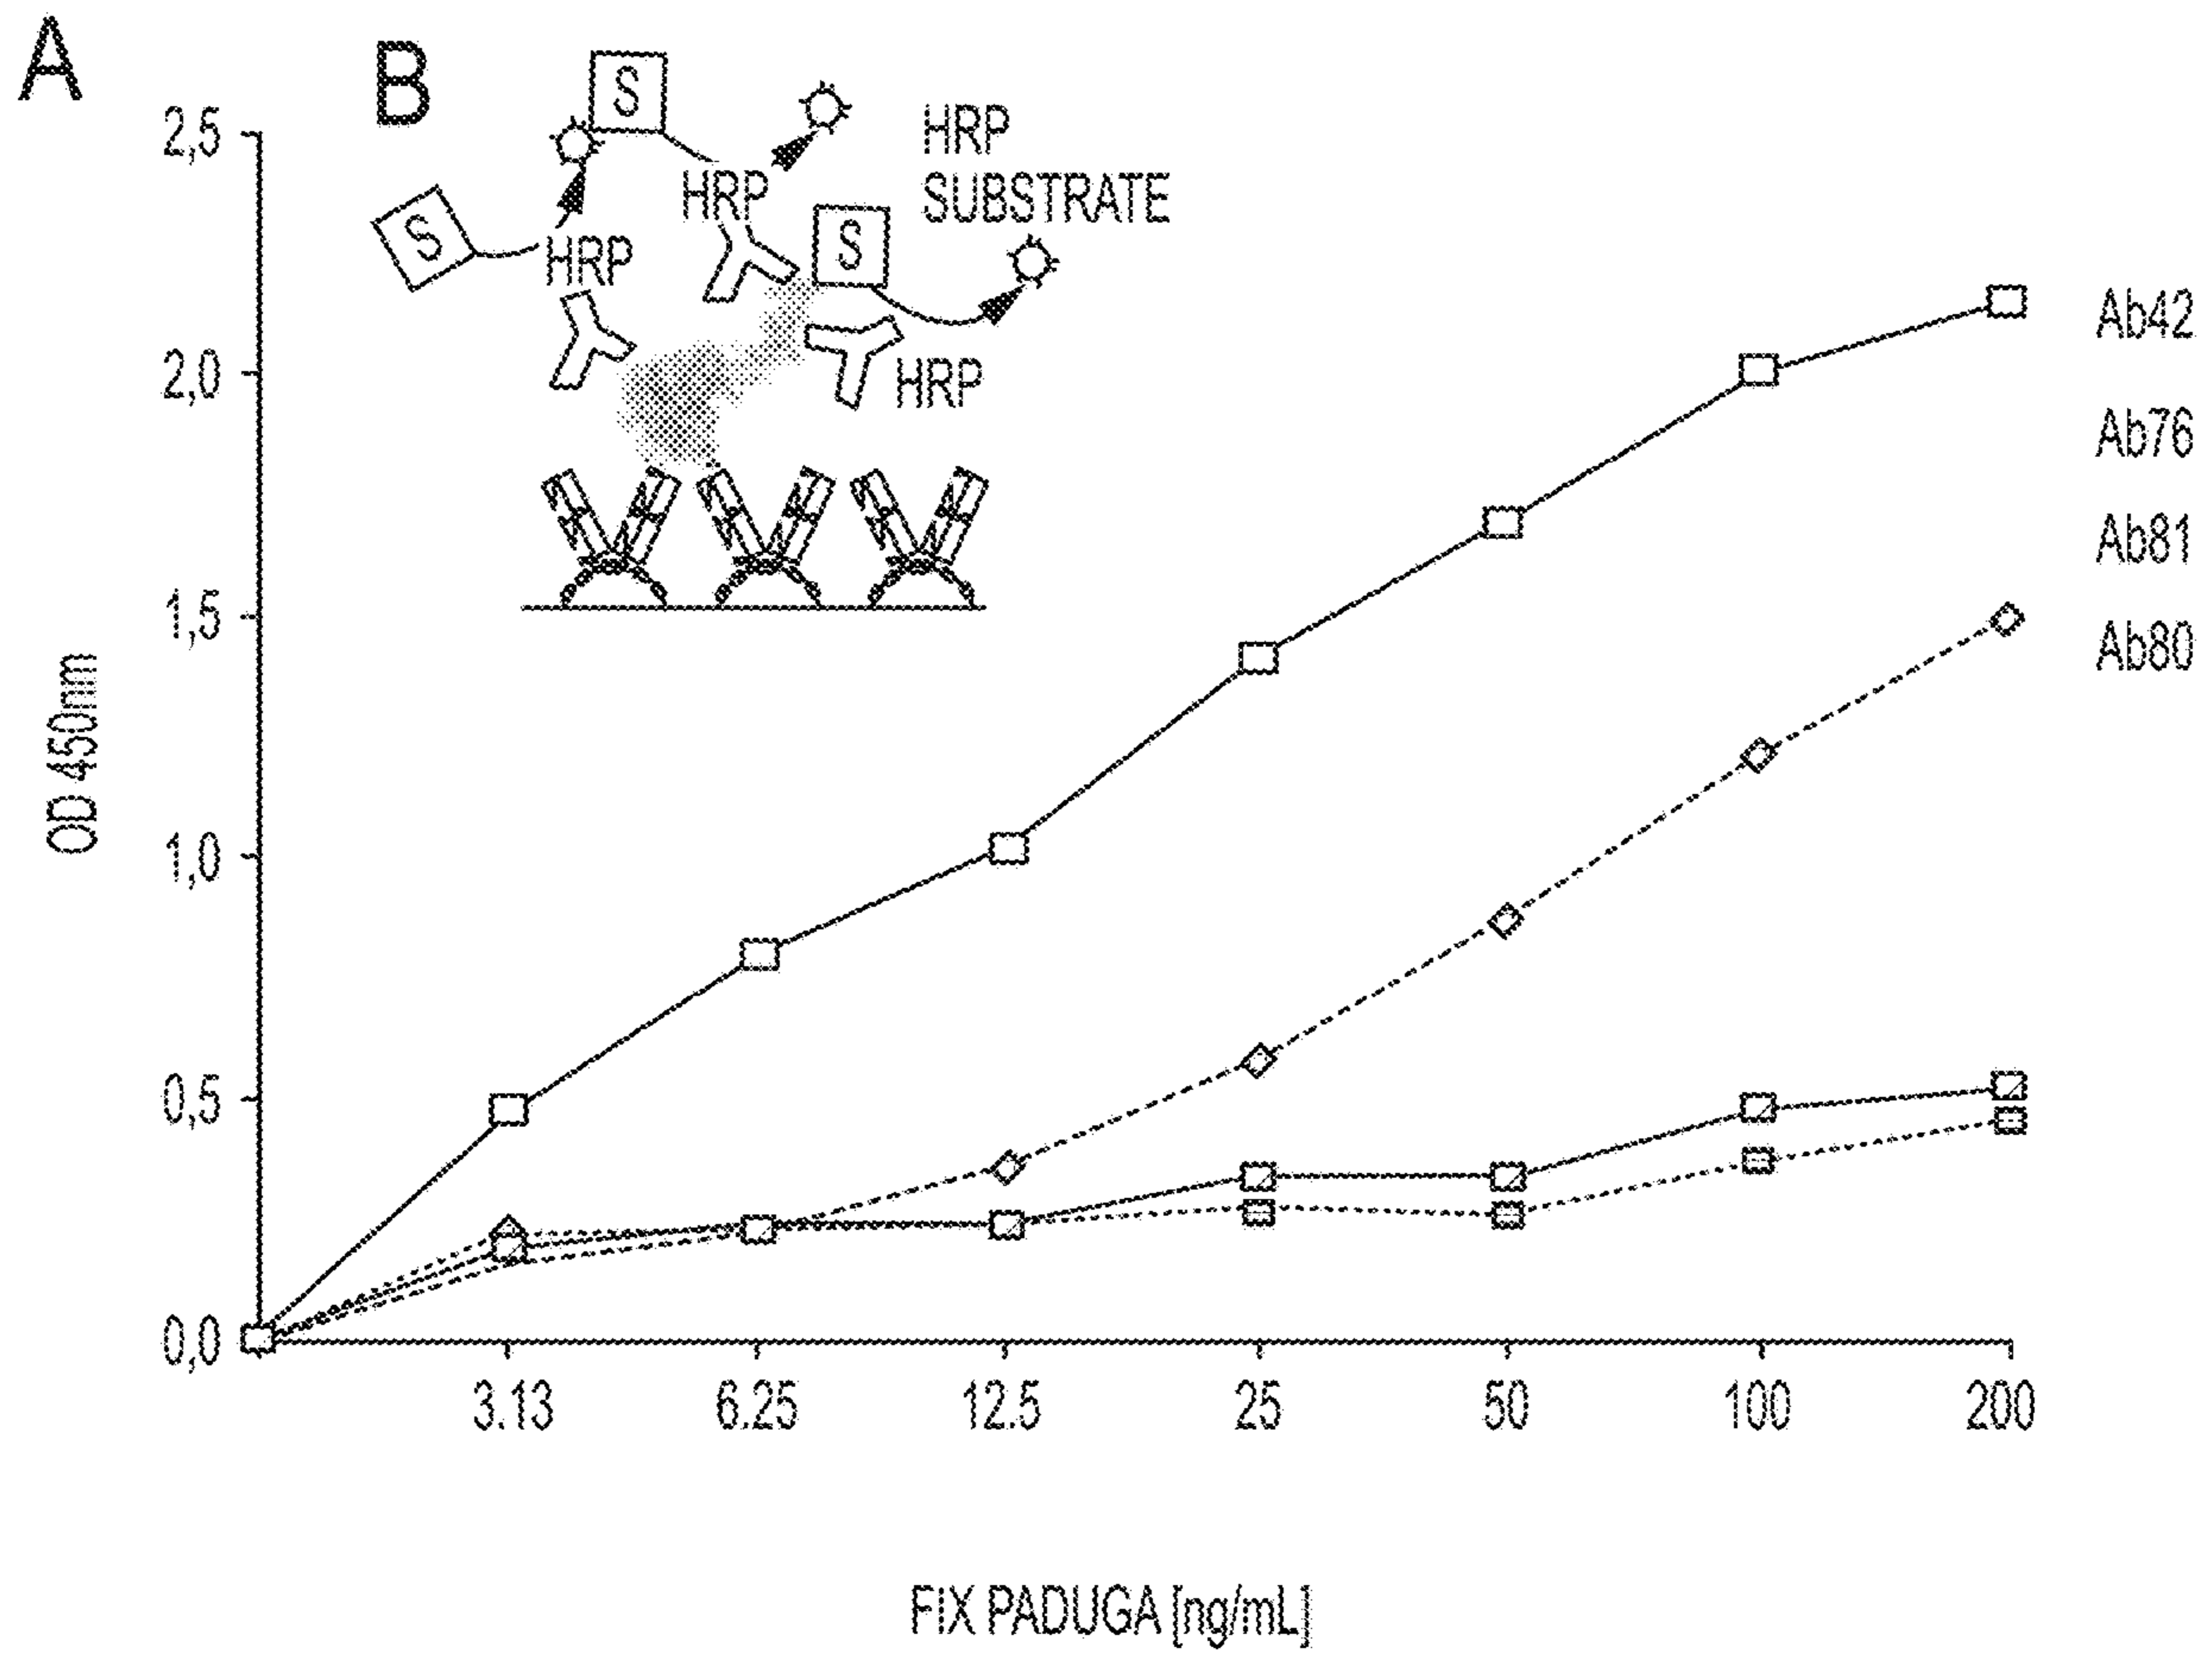 A
B
S
HRP
SUBSTRATE
HRP
S
HRP
S
HRP
2,5
2,0
1,5
1,0
0,5
0,0
OD 450nm
Ab42
Ab76
Ab81
Ab80
3.13 6.25 12.5 25 50 100 200
FIX PADUGA [ng/mL]